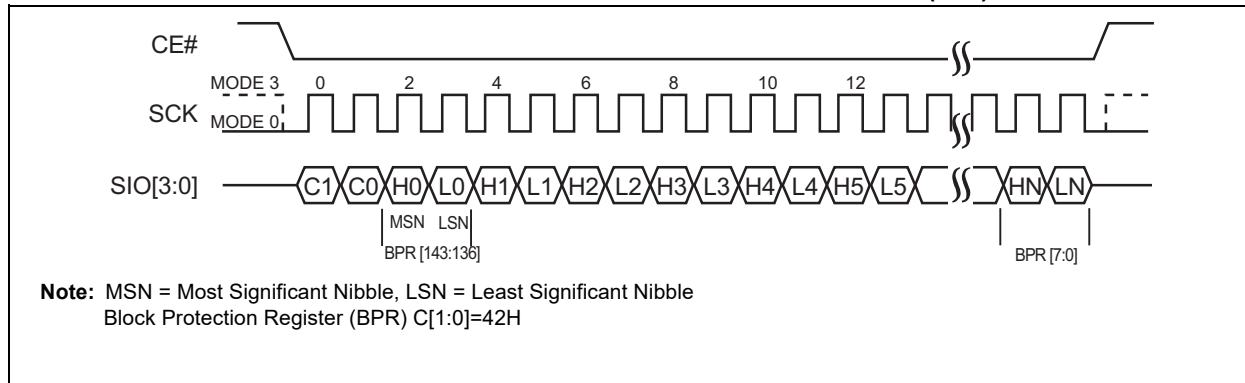 CE#
MODE 3 0 2 4 6 8 10 12
SCK
MODE 0
SIO[3:0] C1 C0 H0 L0 H1 L1 H2 L2 H3 L3 H4 L4 H5 L5 HN LN
MSN LSN
BPR [143:136] BPR [7:0]
Note: MSN = Most Significant Nibble, LSN = Least Significant Nibble
Block Protection Register (BPR) C[1:0]=42H